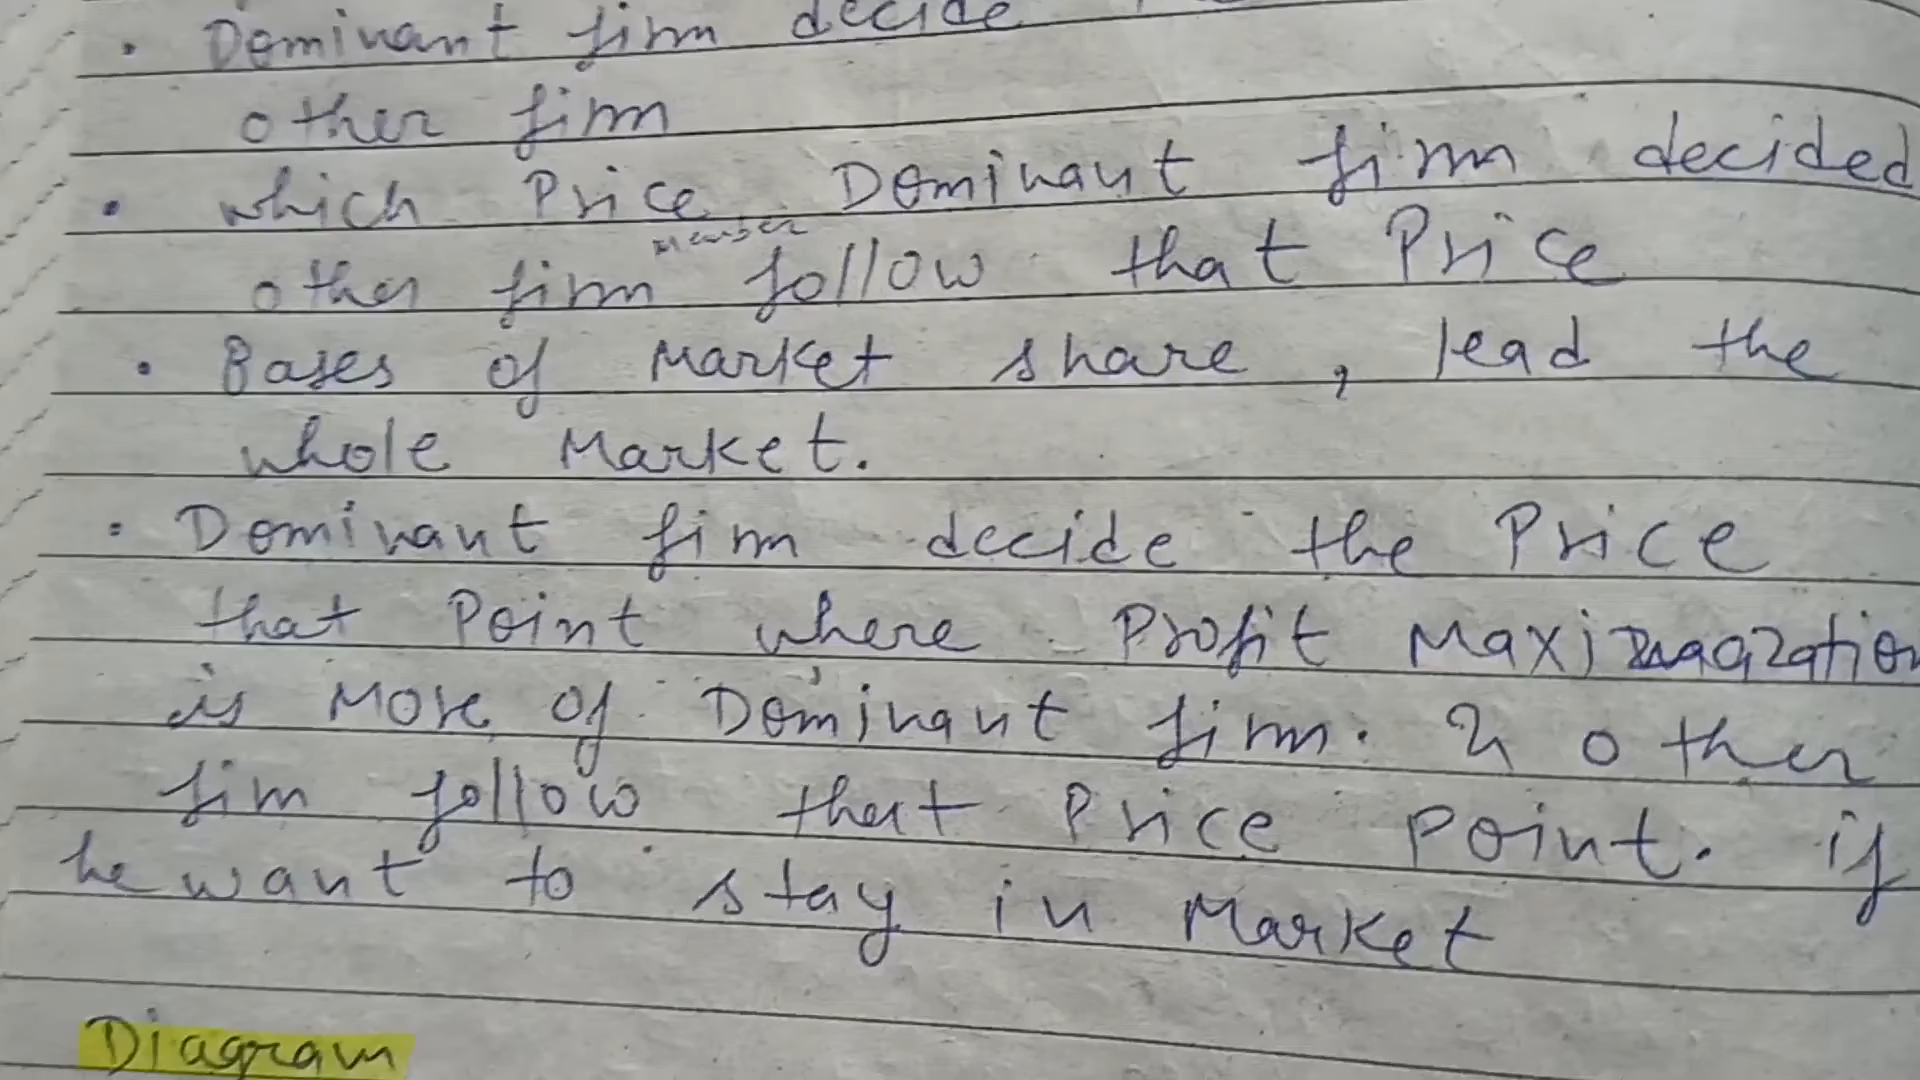 • Dominant firm decide
other firm
• which Price Dominant firm decided
member
other firm follow that Price
• Bases of Market share, lead the
whole Market.
• Dominant firm decide the Price
that Point where Profit
is More of Dominant firm. & other
firm follow that Price Point. if
he want to stay in Market
Diagram